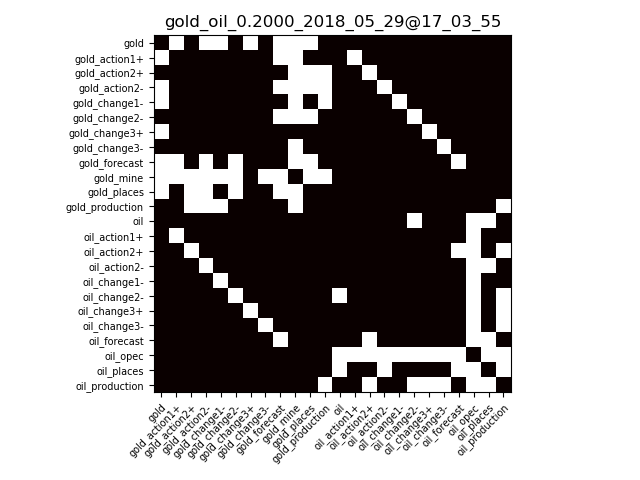 gold_oil_0.2000_2018_05_29@17_03_55
gold
gold_action1+
gold_action2+
gold_action2-
gold_change1-
gold_change2-
gold_change3+
gold_change3-
gold_forecast
gold_mine
gold_places
gold_production
oil
oil_action1+
oil_action2+
oil_action2-
oil_change1-
oil_change2-
oil_change3+
oil_change3-
oil_forecast
oil_opec
oil_places
oil_production
gold
gold_action1+
gold_action2+
gold_action2-
gold_change1-
gold_change2-
gold_change3+
gold_change3-
gold_forecast
gold_mine
gold_places
gold_production
oil
oil_action1+
oil_action2+
oil_action2-
oil_change1-
oil_change2-
oil_change3+
oil_change3-
oil_forecast
oil_opec
oil_places
oil_production